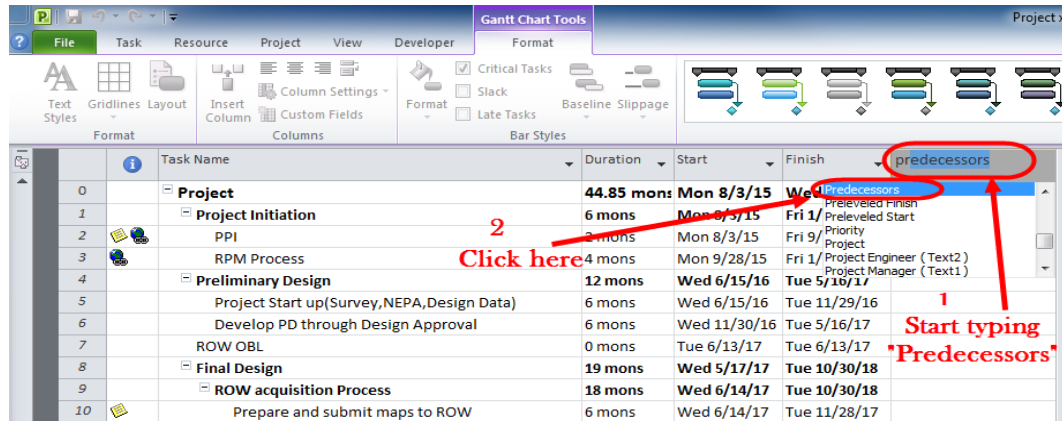 Gantt Chart Tools
Project
File Task Resource Project View Developer Format
Text Styles
Gridlines
Layout
Format
Insert Column
Column Settings
Custom Fields
Columns
Format
Critical Tasks
Slack
Late Tasks
Baseline
Slippage
Bar Styles
Task Name Duration Start Finish predecessors
0 Project 44.85 mons Mon 8/3/15 Wed
Predecessors
1 Project Initiation 6 mons Mon 8/3/15 Fri 1/
Preleveled Finish
Preleveled Start
2 PPI 2 mons Mon 8/3/15 Fri 9/
Priority
Project
3 RPM Process 4 mons Mon 9/28/15 Fri 1/
Project Engineer (Text2)
Project Manager (Text1)
4 Preliminary Design 12 mons Wed 6/15/16 Tue 5/16/17
5 Project Start up(Survey,NEPA,Design Data) 6 mons Wed 6/15/16 Tue 11/29/16
6 Develop PD through Design Approval 6 mons Wed 11/30/16 Tue 5/16/17
7 ROW OBL 0 mons Tue 6/13/17 Tue 6/13/17
8 Final Design 19 mons Wed 5/17/17 Tue 10/30/18
9 ROW acquisition Process 18 mons Wed 6/14/17 Tue 10/30/18
10 Prepare and submit maps to ROW 6 mons Wed 6/14/17 Tue 11/28/17
2
Click here
1
Start typing
"Predecessors"